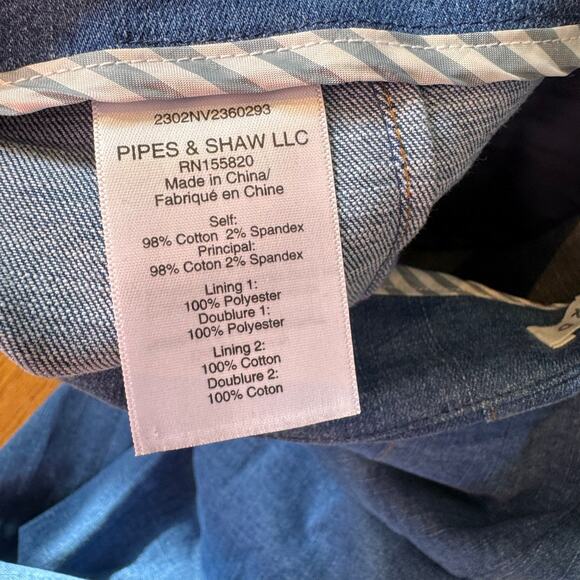 2302NV2360293
PIPES & SHAW LLC
RN155820
Made in China/
Fabriqué en Chine
Self:
98% Cotton 2% Spandex
Principal:
98% Coton 2% Spandex
Lining 1:
100% Polyester
Doublure 1:
100% Polyester
Lining 2:
100% Cotton
Doublure 2:
100% Coton